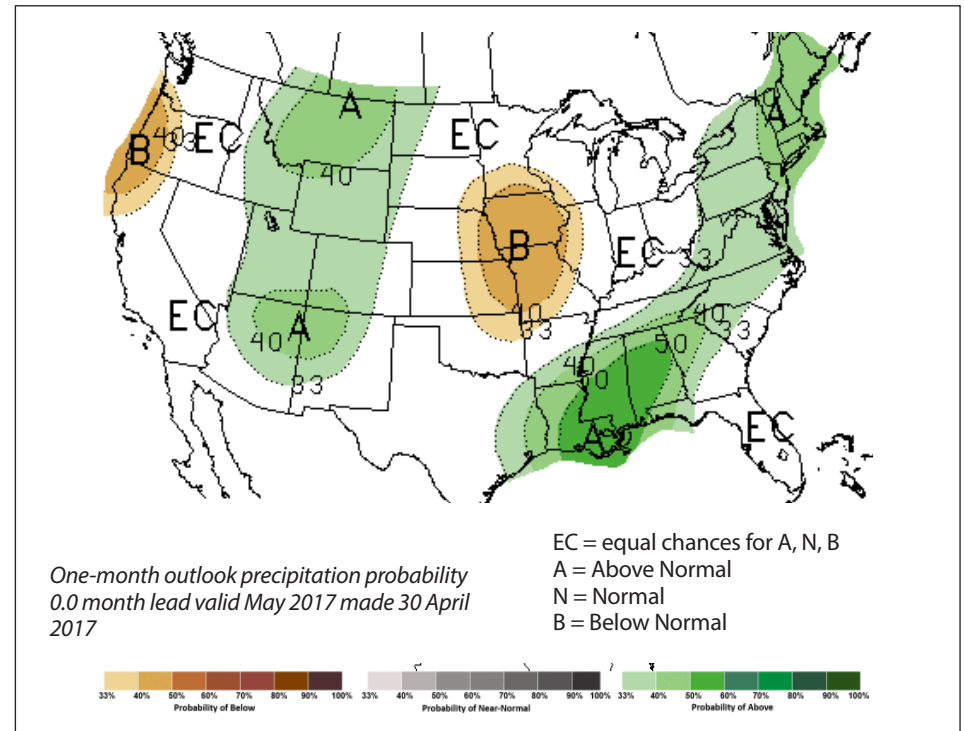 A
EC
EC
B
40
33
40
A
B
EC
33
EC
A
40
33
40
33
40
33
50
40
50
A
EC
One-month outlook precipitation probability
0.0 month lead valid May 2017 made 30 April
2017
EC = equal chances for A, N, B
A = Above Normal
N = Normal
B = Below Normal
33% 40% 50% 60% 70% 80% 90% 100%
Probability of Below
33% 40% 50% 60% 70% 80% 90% 100%
Probability of Near-Normal
33% 40% 50% 60% 70% 80% 90% 100%
Probability of Above